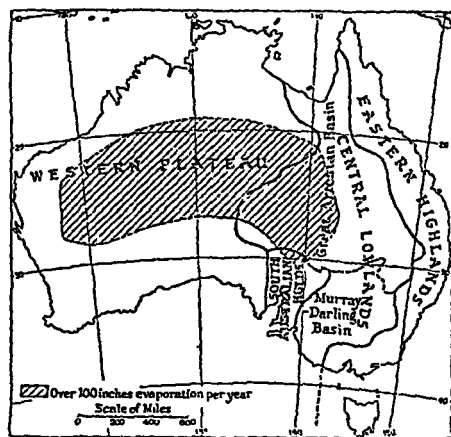 WESTERN PLATEAU
Great Artesian Basin
CENTRAL LOWLANDS
EASTERN HIGHLANDS
SOUTH
AUSTRALIAN
HGLDS
Murray
Darling
Basin
Over 100 inches evaporation per year
Scale of Miles
0 200 400 600